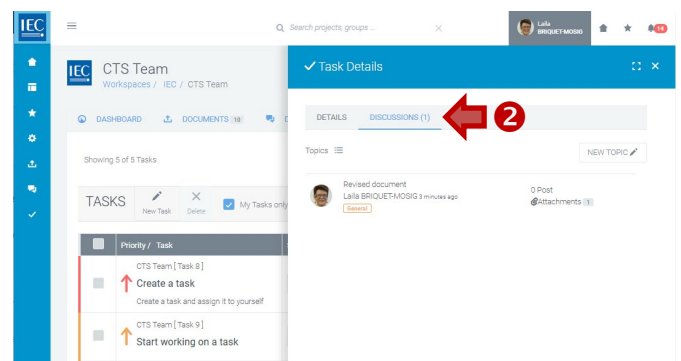 IEC
Search projects, groups ...
Laila
BRIQUET-MOSIG
14
IEC
CTS Team
Workspaces / IEC / CTS Team
DASHBOARD
DOCUMENTS 10
D
Showing 5 of 5 Tasks
TASKS
New Task
Delete
My Tasks only
Priority / Task
CTS Team [ Task 8 ]
Create a task
Create a task and assign it to yourself
CTS Team [ Task 9 ]
Start working on a task
Task Details
DETAILS
DISCUSSIONS (1)
2
Topics
NEW TOPIC
Revised document
Laila BRIQUET-MOSIG 3 minutes ago
General
0 Post
Attachments 1